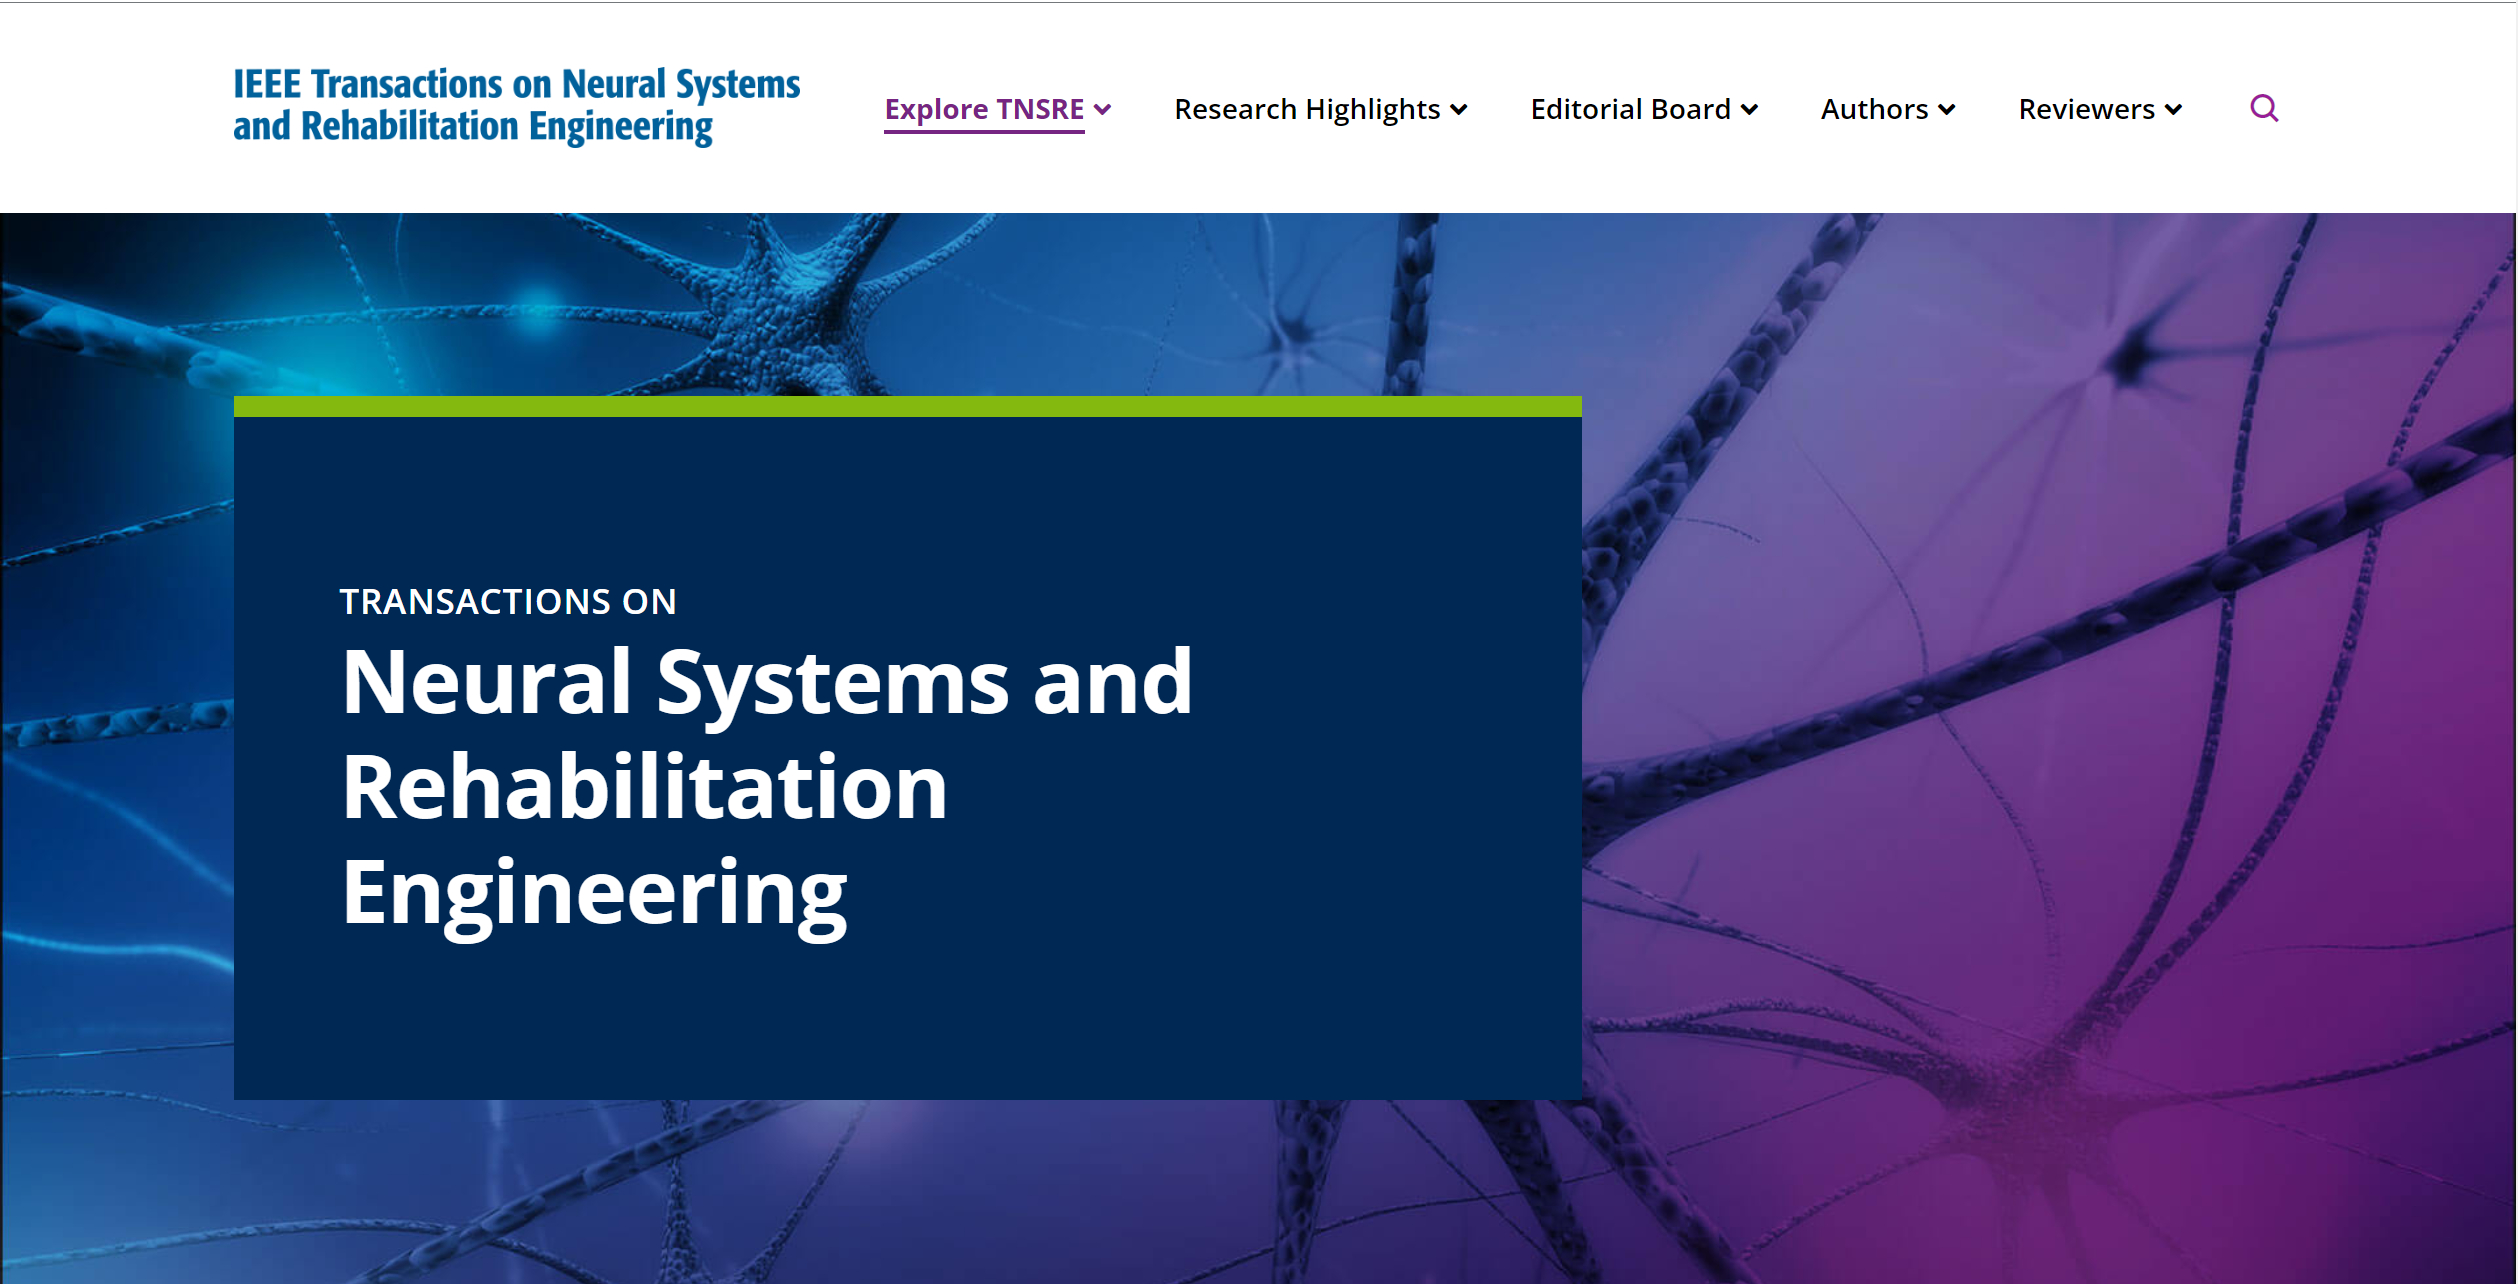 IEEE Transactions on Neural Systems
and Rehabilitation Engineering
Explore TNSRE
Research Highlights
Editorial Board
Authors
Reviewers
TRANSACTIONS ON
Neural Systems and
Rehabilitation
Engineering